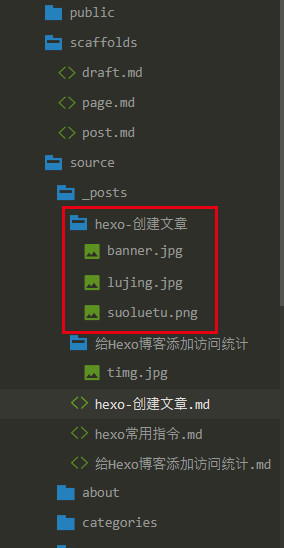 public
scaffolds
draft.md
page.md
post.md
source
_posts
hexo-创建文章
banner.jpg
lujing.jpg
suoluetu.png
给Hexo博客添加访问统计
timg.jpg
hexo-创建文章.md
hexo常用指令.md
给Hexo博客添加访问统计.md
about
categories